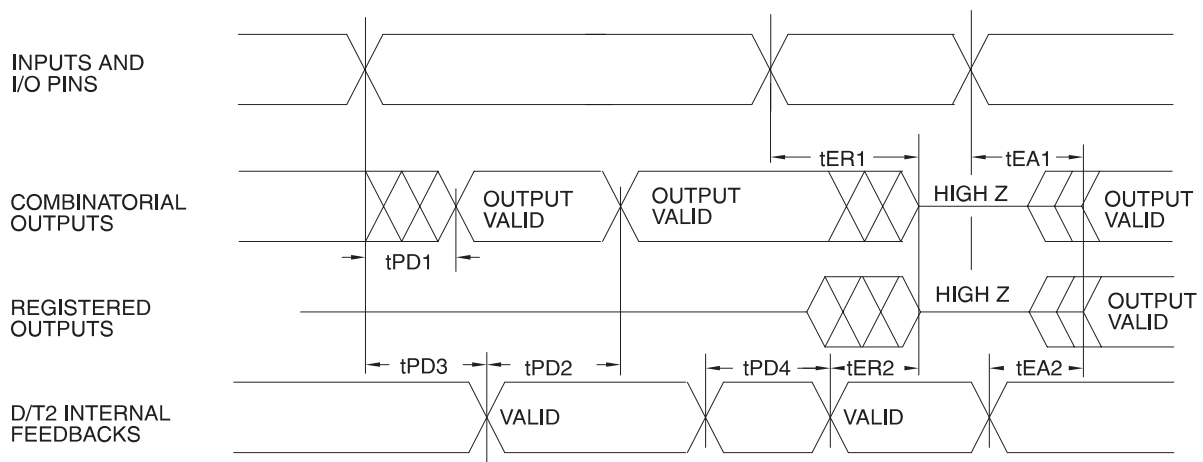 INPUTS AND
I/O PINS
tER1
tEA1
COMBINATORIAL
OUTPUTS
OUTPUT
VALID
OUTPUT
VALID
HIGH Z
OUTPUT
VALID
tPD1
REGISTERED
OUTPUTS
HIGH Z
OUTPUT
VALID
tPD3
tPD2
tPD4
tER2
tEA2
D/T2 INTERNAL
FEEDBACKS
VALID
VALID